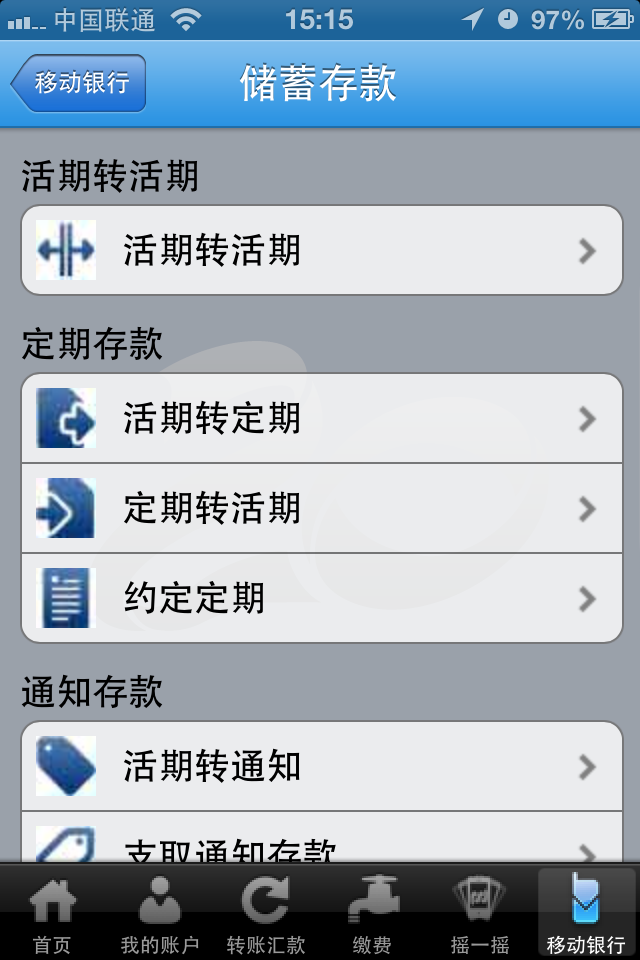 中国联通 15:15 97%
移动银行 储蓄存款
活期转活期
活期转活期
定期存款
活期转定期
定期转活期
约定定期
通知存款
活期转通知
支取通知存款
首页 我的账户 转账汇款 缴费 摇一摇 移动银行